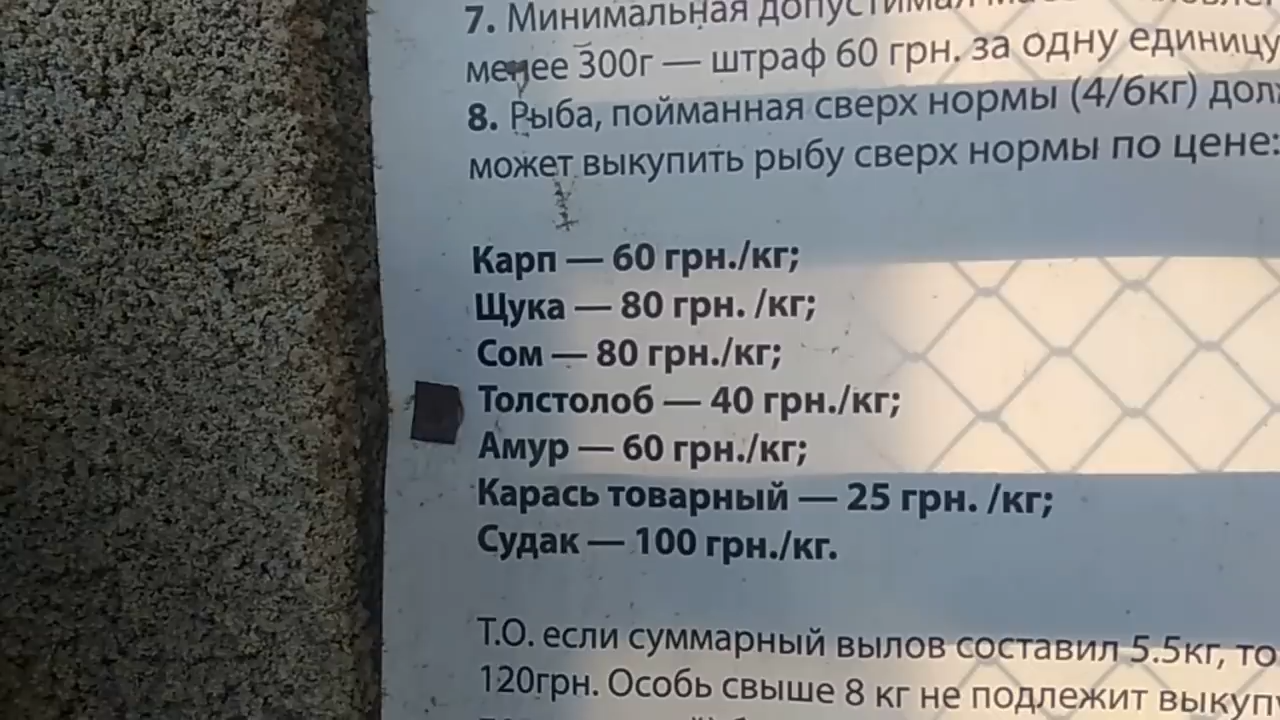 7. Минимальная допустимая
менее 300г — штраф 60 грн. за одну единицу
8. Рыба, пойманная сверх нормы (4/6кг)
может выкупить рыбу сверх нормы по цене:
Карп — 60 грн./кг;
Щука — 80 грн. /кг;
Сом — 80 грн./кг;
Толстолоб — 40 грн./кг;
Амур — 60 грн./кг;
Карась товарный — 25 грн. /кг;
Судак — 100 грн./кг.
Т.О. если суммарный вылов составил 5.5кг, то
120грн. Особь свыше 8 кг не подлежит